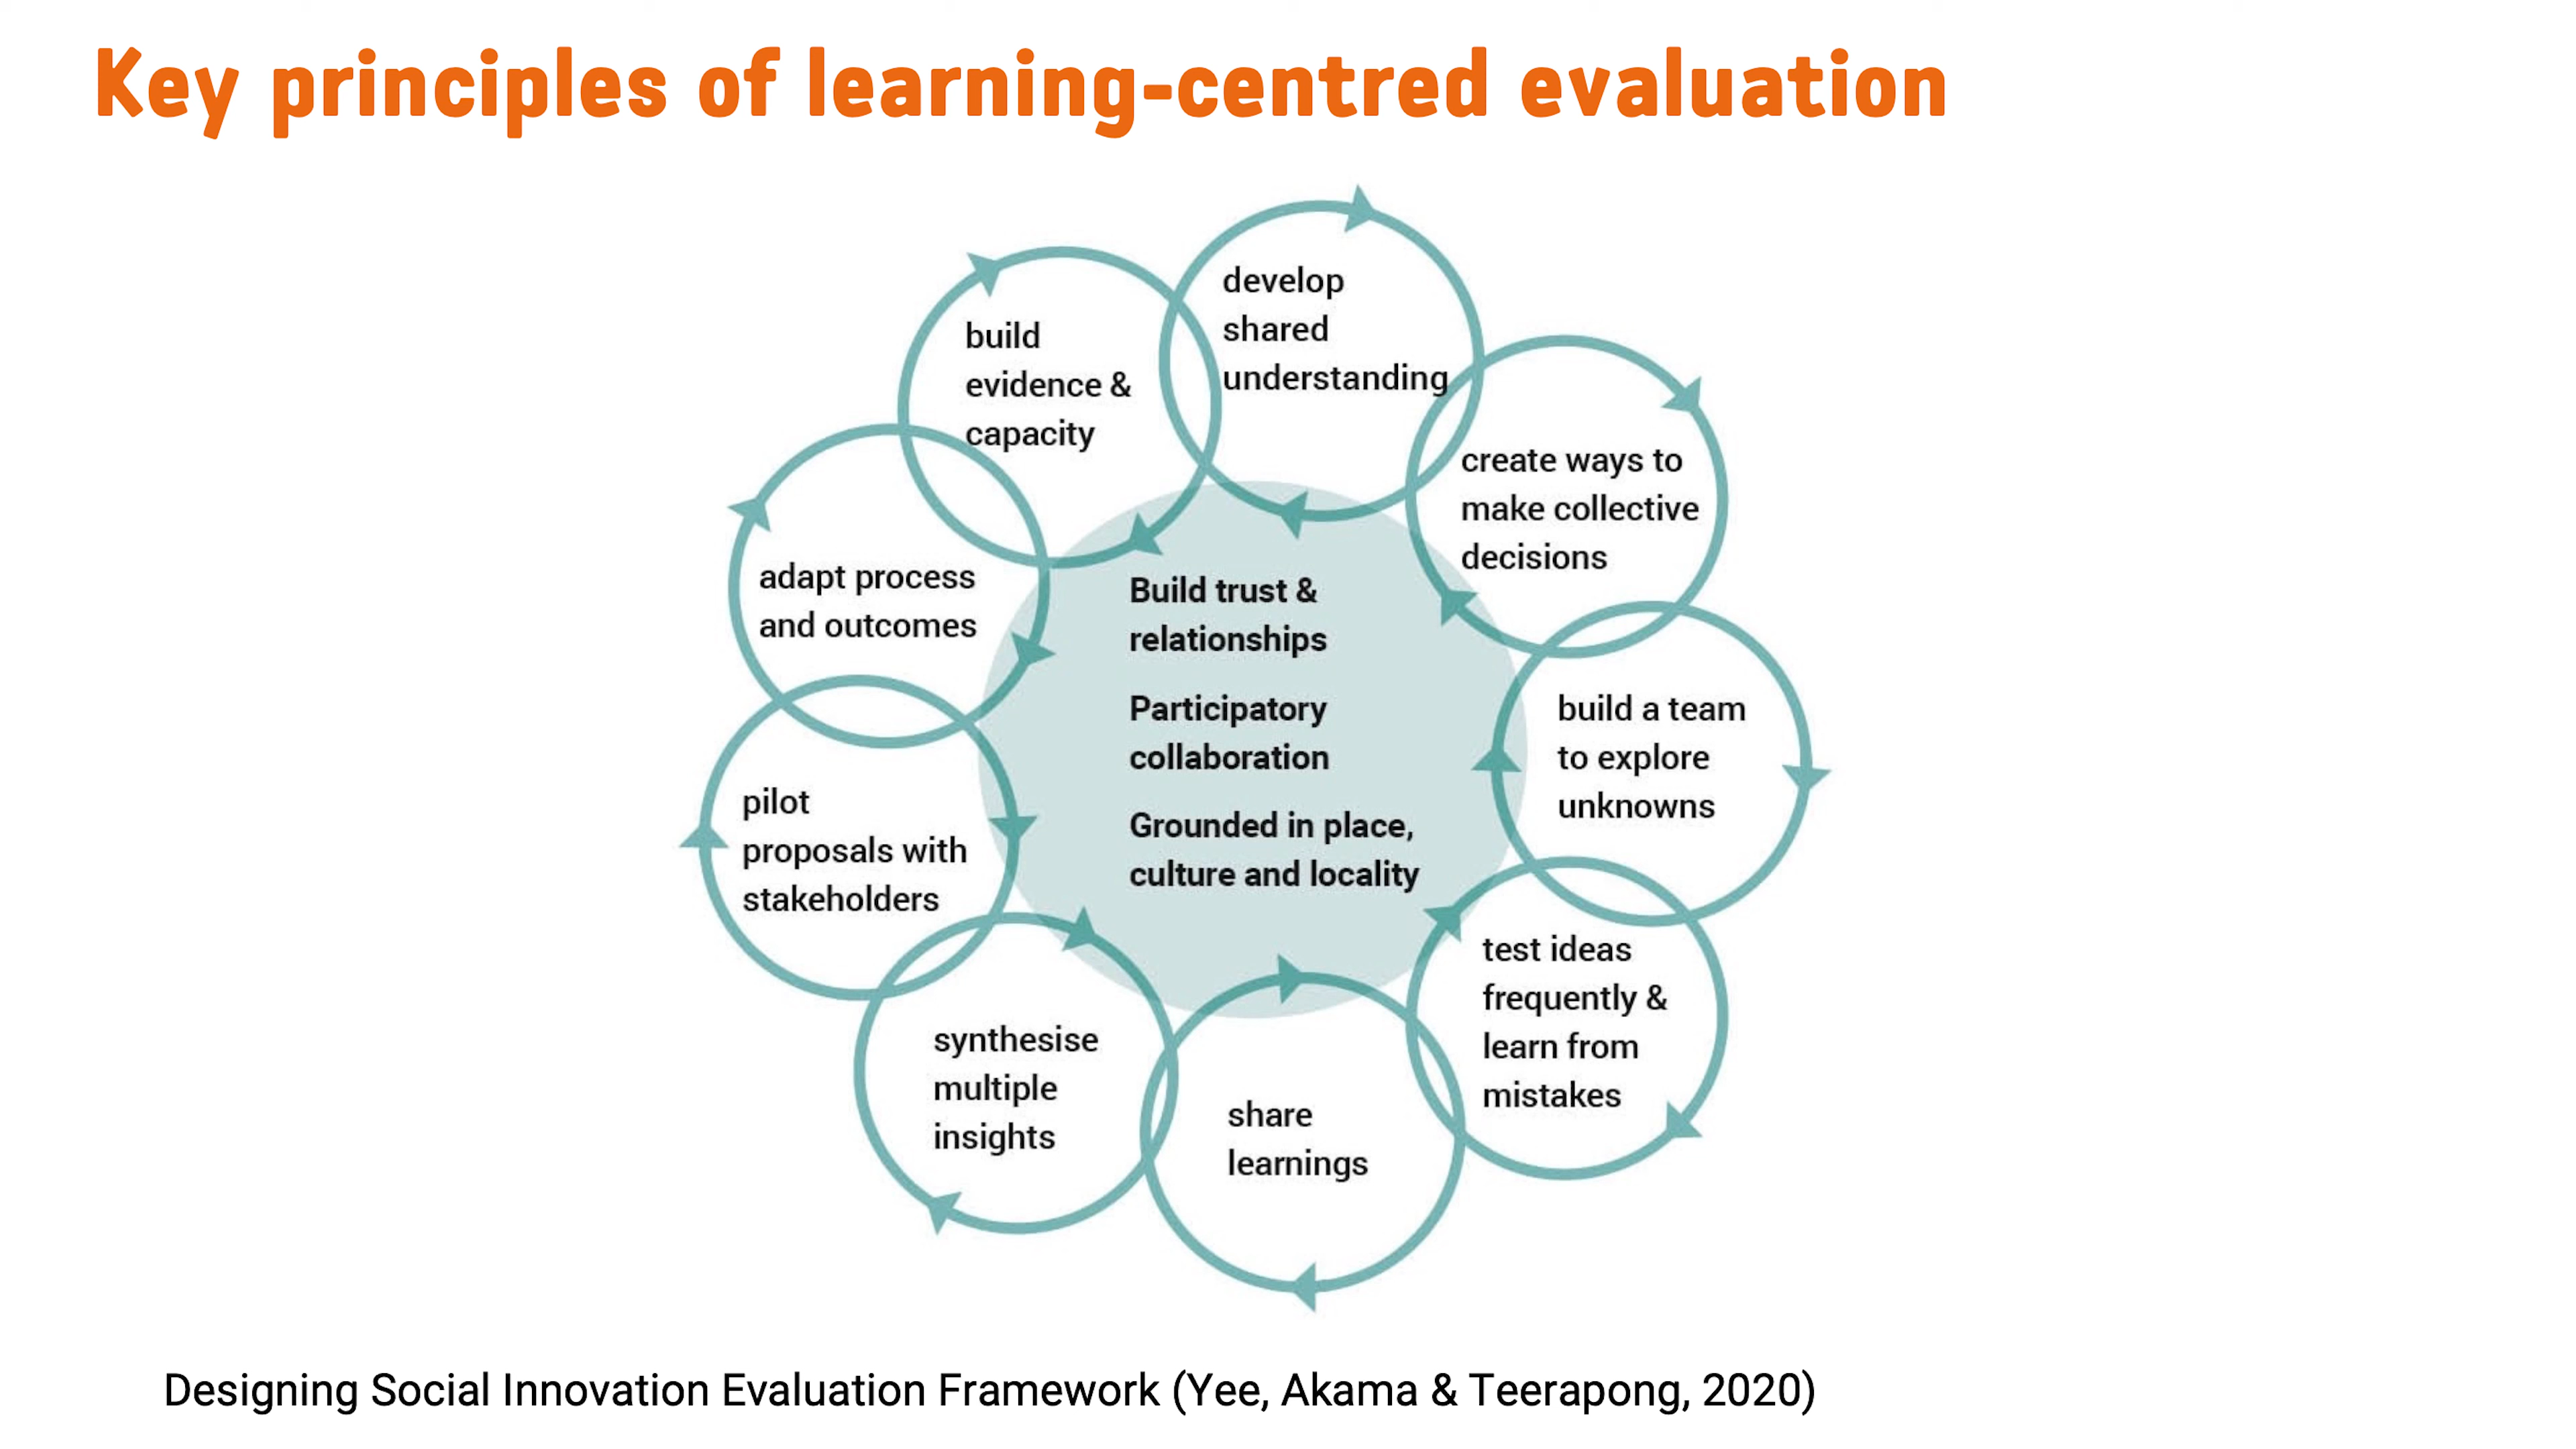 Key principles of learning-centred evaluation
develop
shared
understanding
create ways to
make collective
decisions
build a team
to explore
unknowns
test ideas
frequently &
learn from
mistakes
share
learnings
synthesise
multiple
insights
pilot
proposals with
stakeholders
adapt process
and outcomes
build
evidence &
capacity
Build trust &
relationships
Participatory
collaboration
Grounded in place,
culture and locality
Designing Social Innovation Evaluation Framework (Yee, Akama & Teerapong, 2020)